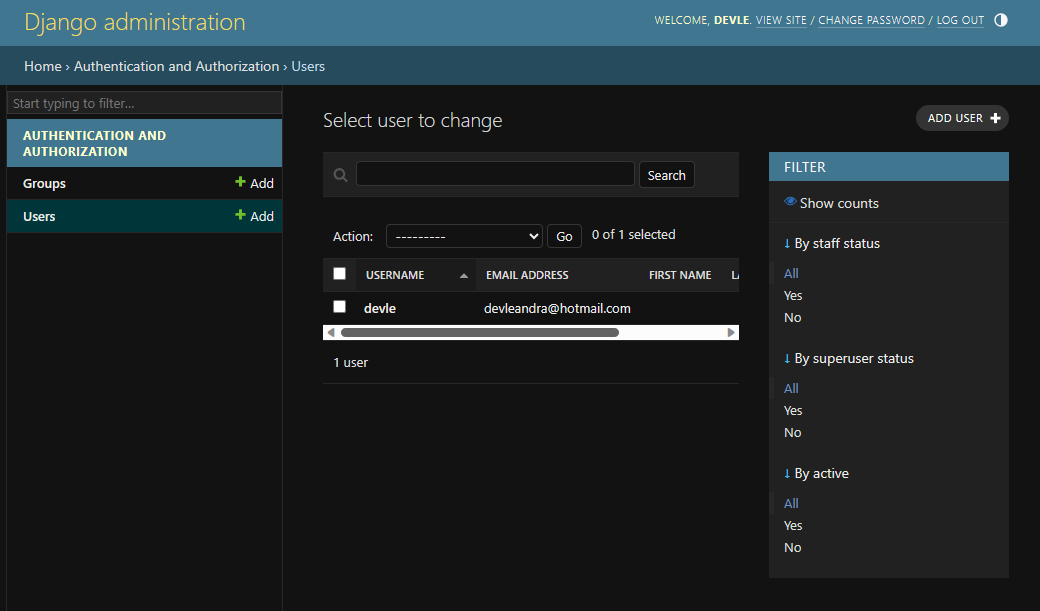 Django administration
WELCOME, DEVLE. VIEW SITE / CHANGE PASSWORD / LOG OUT
Home › Authentication and Authorization › Users
Start typing to filter...
AUTHENTICATION AND
AUTHORIZATION
Groups
Add
Users
Add
Select user to change
ADD USER
Search
Action:
---------
Go
0 of 1 selected
USERNAME
EMAIL ADDRESS
FIRST NAME
devle
devleandra@hotmail.com
1 user
FILTER
Show counts
↓ By staff status
All
Yes
No
↓ By superuser status
All
Yes
No
↓ By active
All
Yes
No